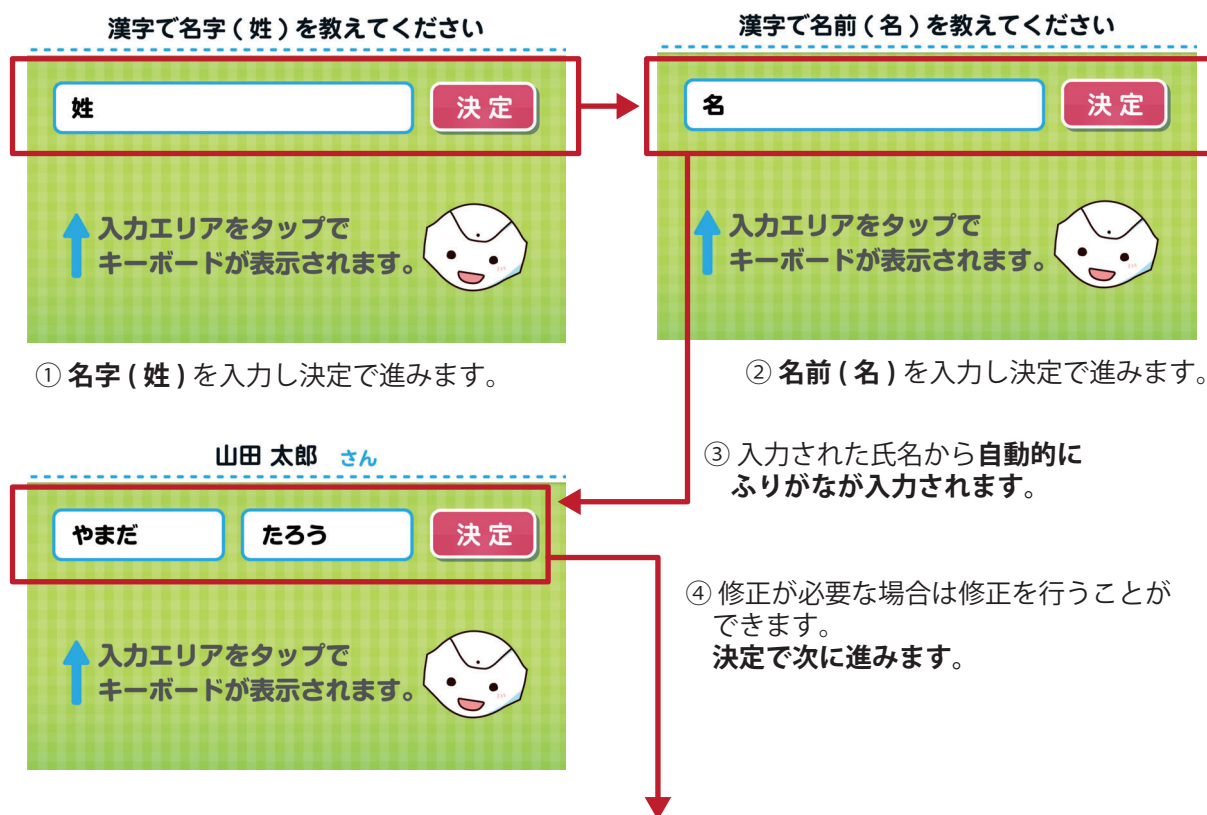 漢字で名字 ( 姓 ) を教えてください
姓
決 定
入力エリアをタップで
キーボードが表示されます。
① 名字 ( 姓 ) を入力し決定で進みます。
漢字で名前 ( 名 ) を教えてください
名
決 定
入力エリアをタップで
キーボードが表示されます。
② 名前 ( 名 ) を入力し決定で進みます。
③ 入力された氏名から自動的に
ふりがなが入力されます。
山田 太郎 さん
やまだ
たろう
決 定
入力エリアをタップで
キーボードが表示されます。
④ 修正が必要な場合は修正を行うことが
できます。
決定で次に進みます。